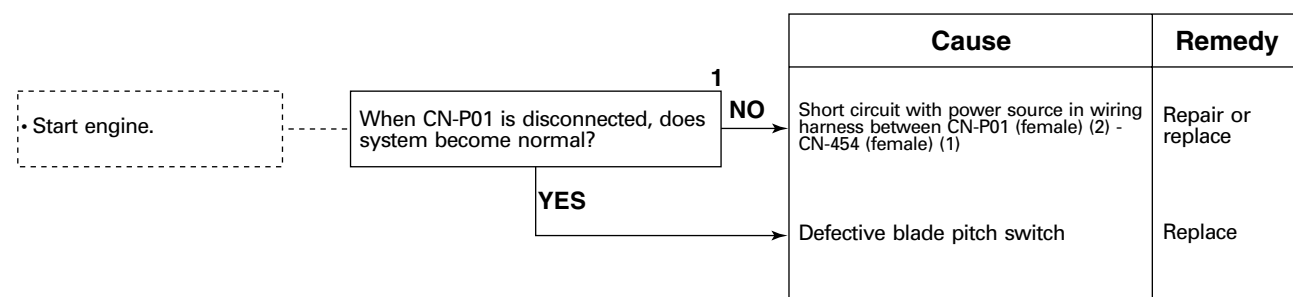 Cause
Remedy
1
• Start engine.
When CN-P01 is disconnected, does
system become normal?
NO
Short circuit with power source in wiring
harness between CN-P01 (female) (2) -
CN-454 (female) (1)
Repair or
replace
YES
Defective blade pitch switch
Replace